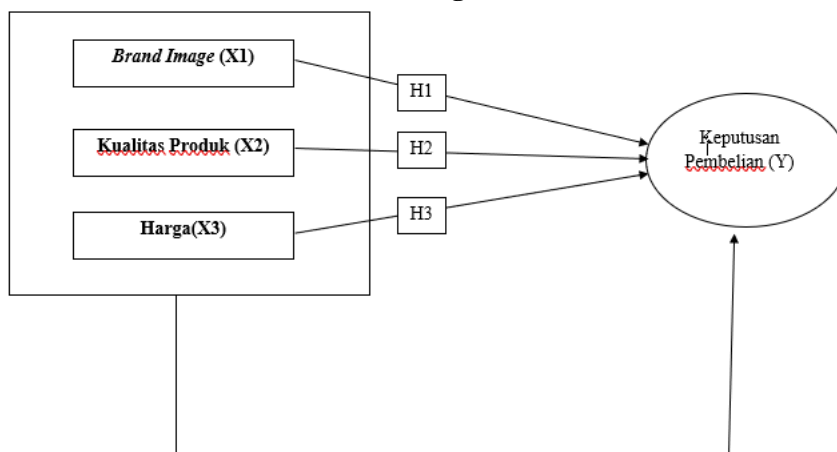 Brand Image (X1)
H1
Kualitas Produk (X2)
H2
Keputusan
Pembelian (Y)
Harga(X3)
H3